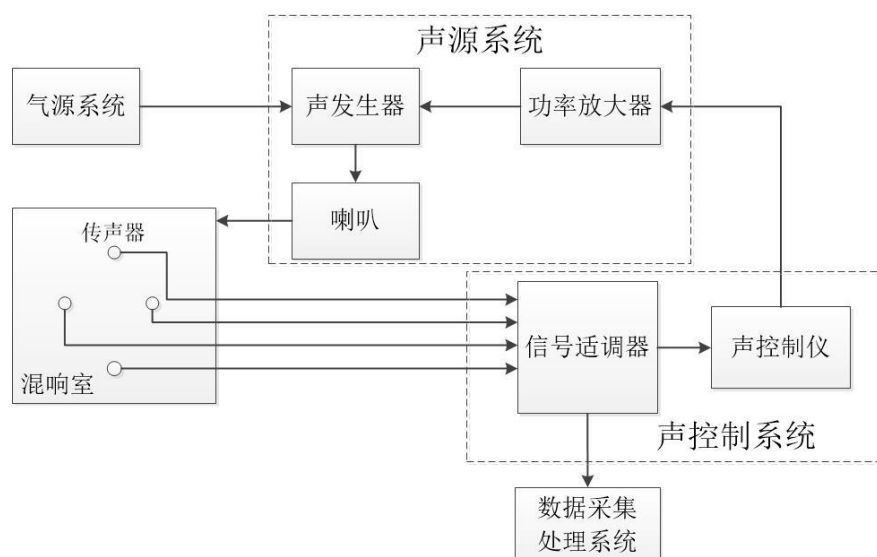 声源系统
气源系统
声发生器
功率放大器
喇叭
传声器
混响室
信号适调器
声控制仪
声控制系统
数据采集
处理系统